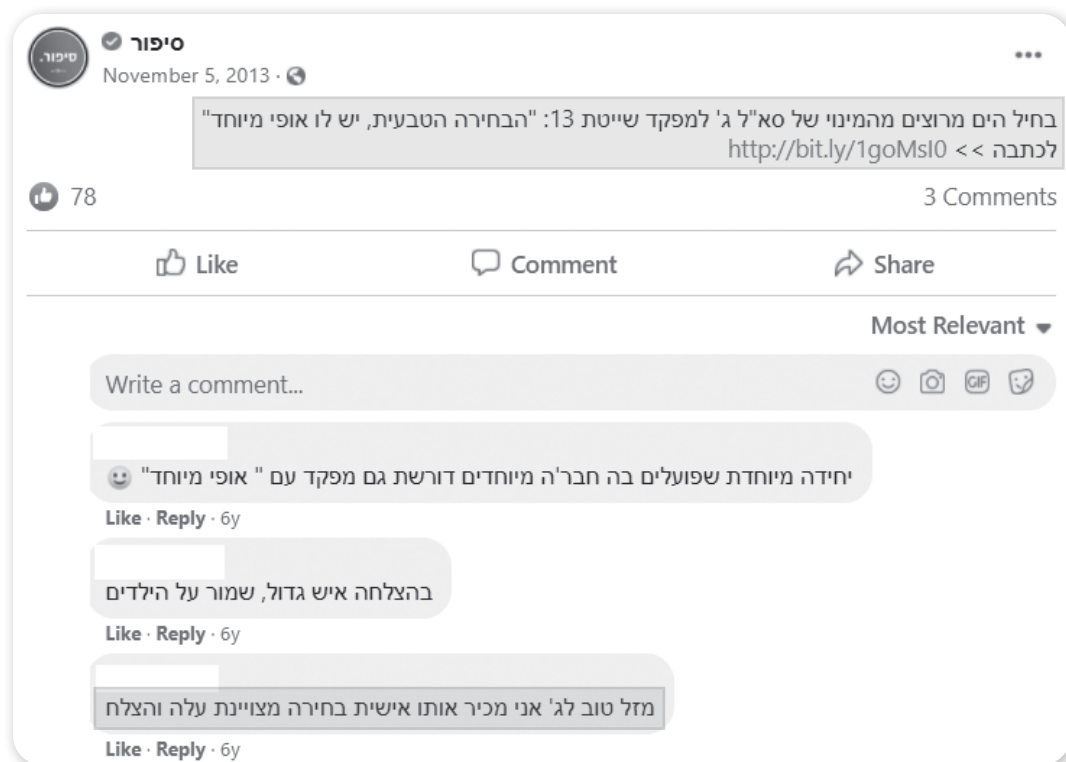 סיפור.
סיפור
November 5, 2013 ·
בחיל הים מרוצים מהמינוי של סא"ל ג' למפקד שייטת 13: "הבחירה הטבעית, יש לו אופי מיוחד"
לכתבה >> http://bit.ly/1goMsI0
78
3 Comments
Like
Comment
Share
Most Relevant
Write a comment...
GIF
יחידה מיוחדת שפועלים בה חבר'ה מיוחדים דורשת גם מפקד עם " אופי מיוחד"
Like · Reply · 6y
בהצלחה איש גדול, שמור על הילדים
Like · Reply · 6y
מזל טוב לג' אני מכיר אותו אישית בחירה מצויינת עלה והצלח
Like · Reply · 6y